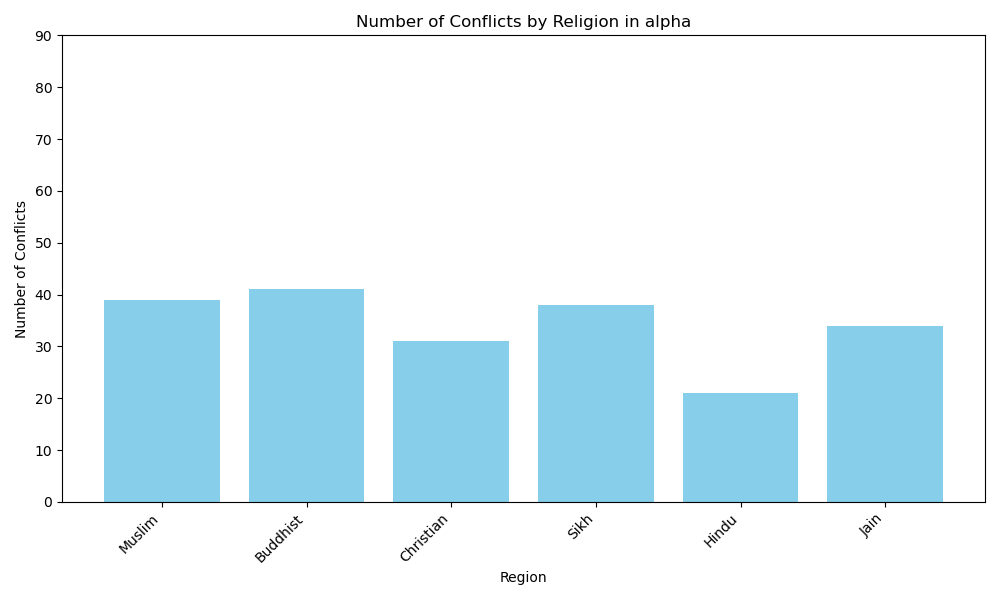 Number of Conflicts by Religion in alpha
Number of Conflicts
90
80
70
60
50
40
30
20
10
0
Muslim
Buddhist
Christian
Sikh
Hindu
Jain
Region